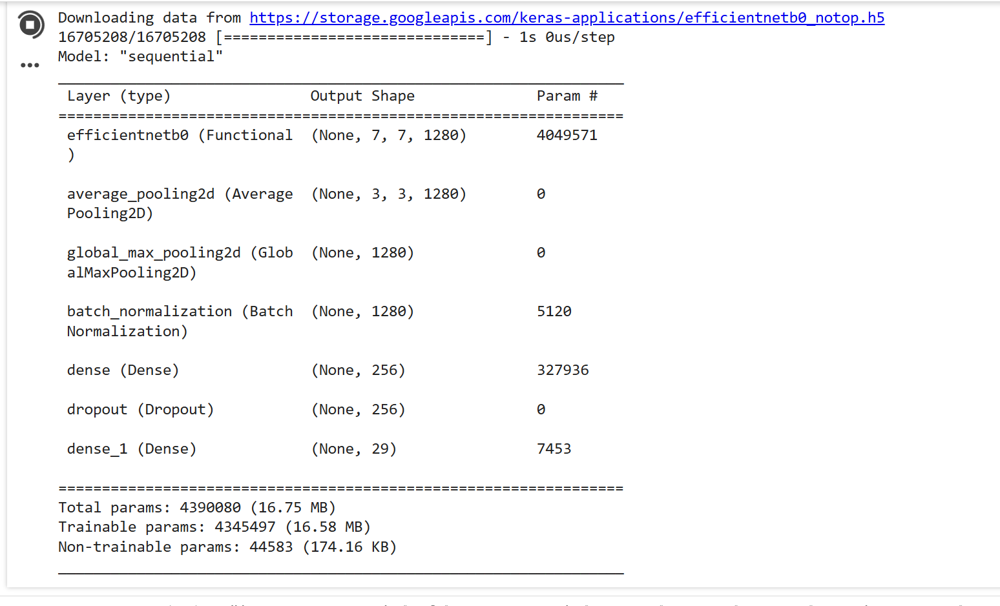 Downloading data from https://storage.googleapis.com/keras-applications/efficientnetb0_notop.h5
16705208/16705208 [==============================] - 1s 0us/step
Model: "sequential"
_________________________________________________________________
 Layer (type)                Output Shape              Param #
=================================================================
 efficientnetb0 (Functional  (None, 7, 7, 1280)        4049571
 )
 average_pooling2d (Average  (None, 3, 3, 1280)        0
 Pooling2D)
 global_max_pooling2d (Glob  (None, 1280)              0
 alMaxPooling2D)
 batch_normalization (Batch  (None, 1280)              5120
 Normalization)
 dense (Dense)               (None, 256)               327936
 dropout (Dropout)           (None, 256)               0
 dense_1 (Dense)             (None, 29)                7453
=================================================================
Total params: 4390080 (16.75 MB)
Trainable params: 4345497 (16.58 MB)
Non-trainable params: 44583 (174.16 KB)
_________________________________________________________________